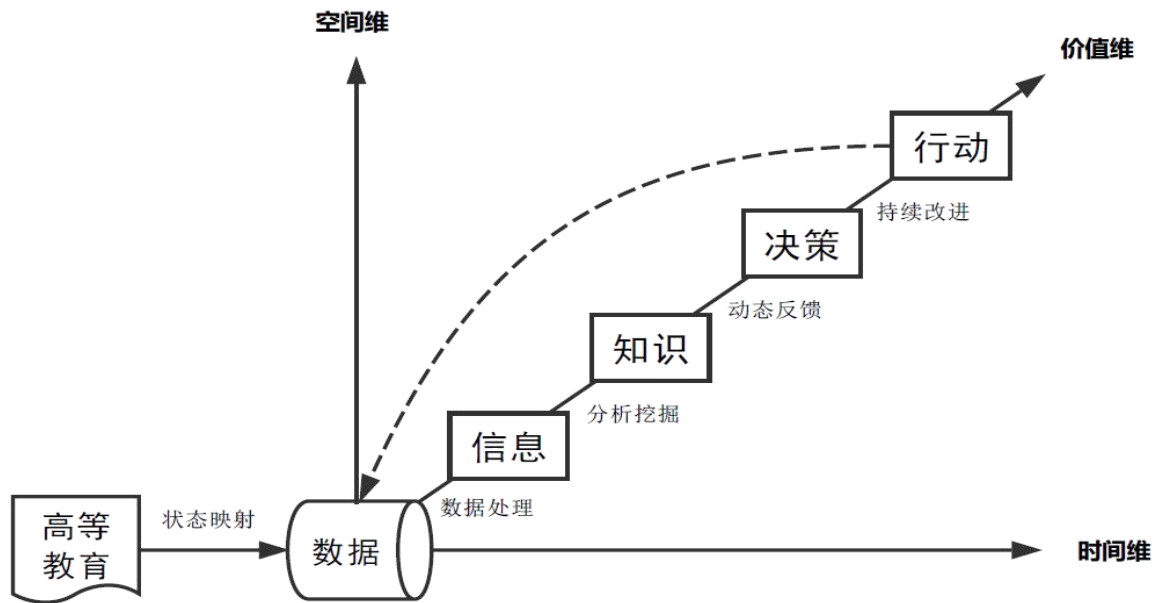 空间维
价值维
行动
持续改进
决策
动态反馈
知识
分析挖掘
信息
数据处理
高等
教育
状态映射
数据
时间维